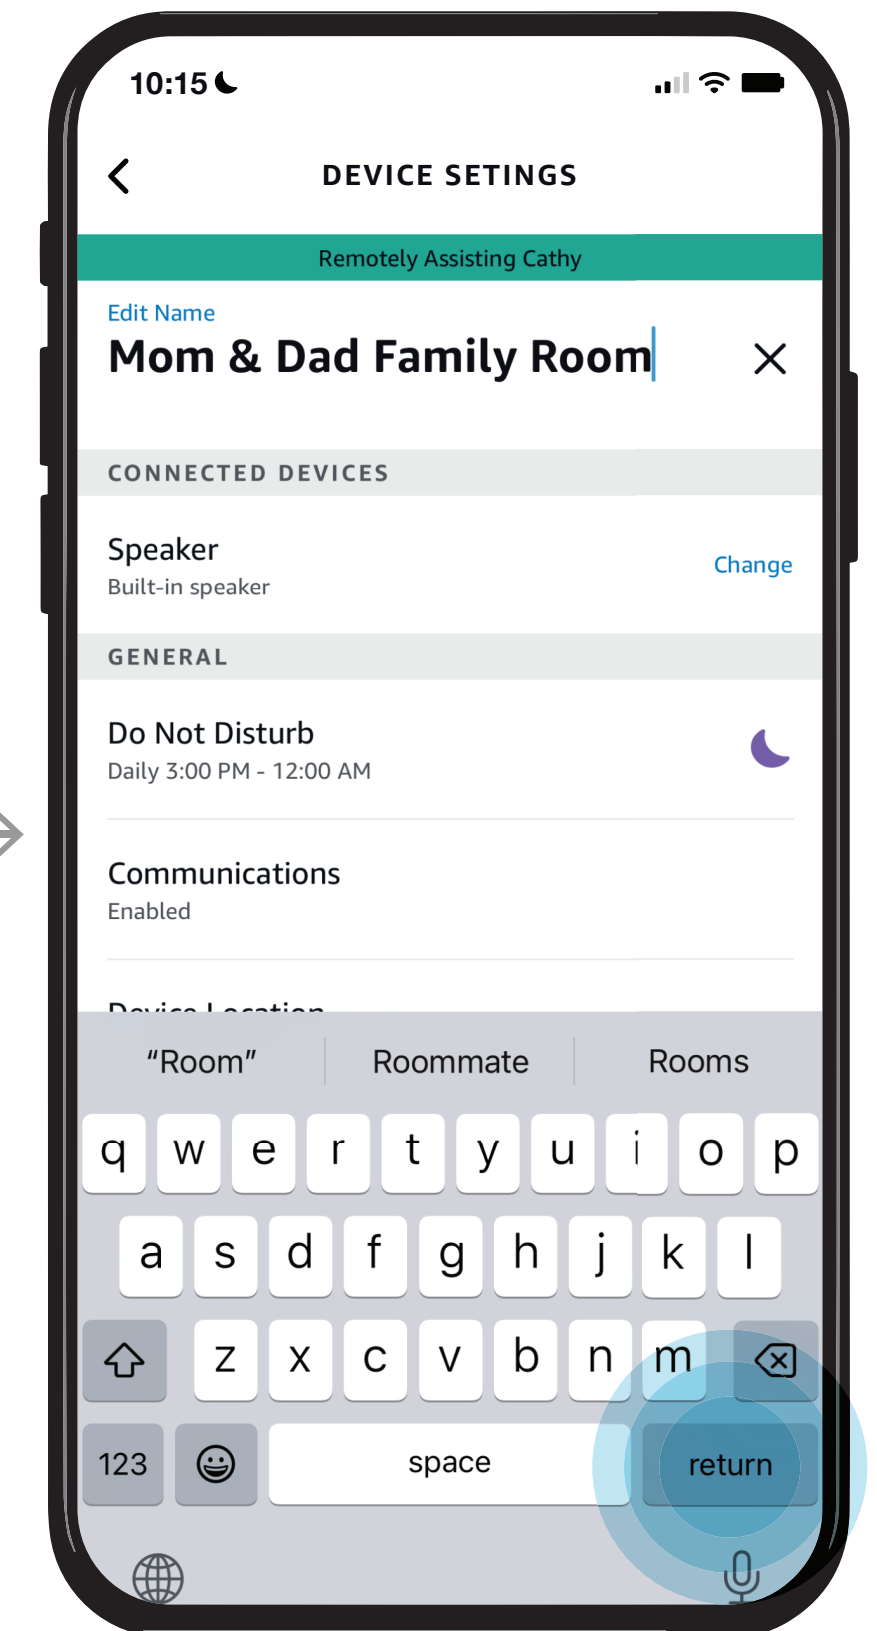 10:15
DEVICE SETINGS
Remotely Assisting Cathy
Edit Name
Mom & Dad Family Room
CONNECTED DEVICES
Speaker
Built-in speaker
Change
GENERAL
Do Not Disturb
Daily 3:00 PM - 12:00 AM
Communications
Enabled
Device Location
“Room” Roommate Rooms
q w e r t y u i o p
a s d f g h j k l
z x c v b n m
123 space return